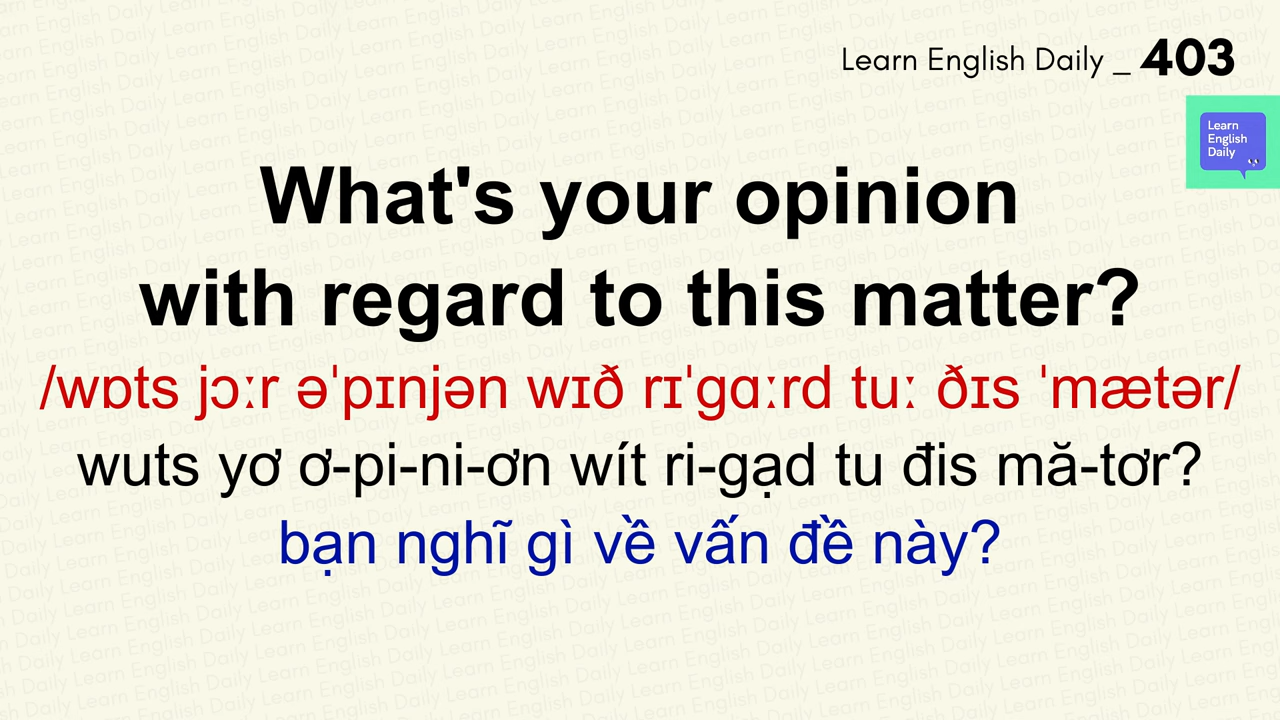 Learn English Daily _ 403
Learn
English
Daily
What's your opinion
with regard to this matter?
/wɒts jɔːr əˈpɪnjən wɪð rɪˈgɑːrd tuː ðɪs ˈmætər/
wuts yơ ơ-pi-ni-ơn wít ri-gạd tu đis mă-tơr?
bạn nghĩ gì về vấn đề này?